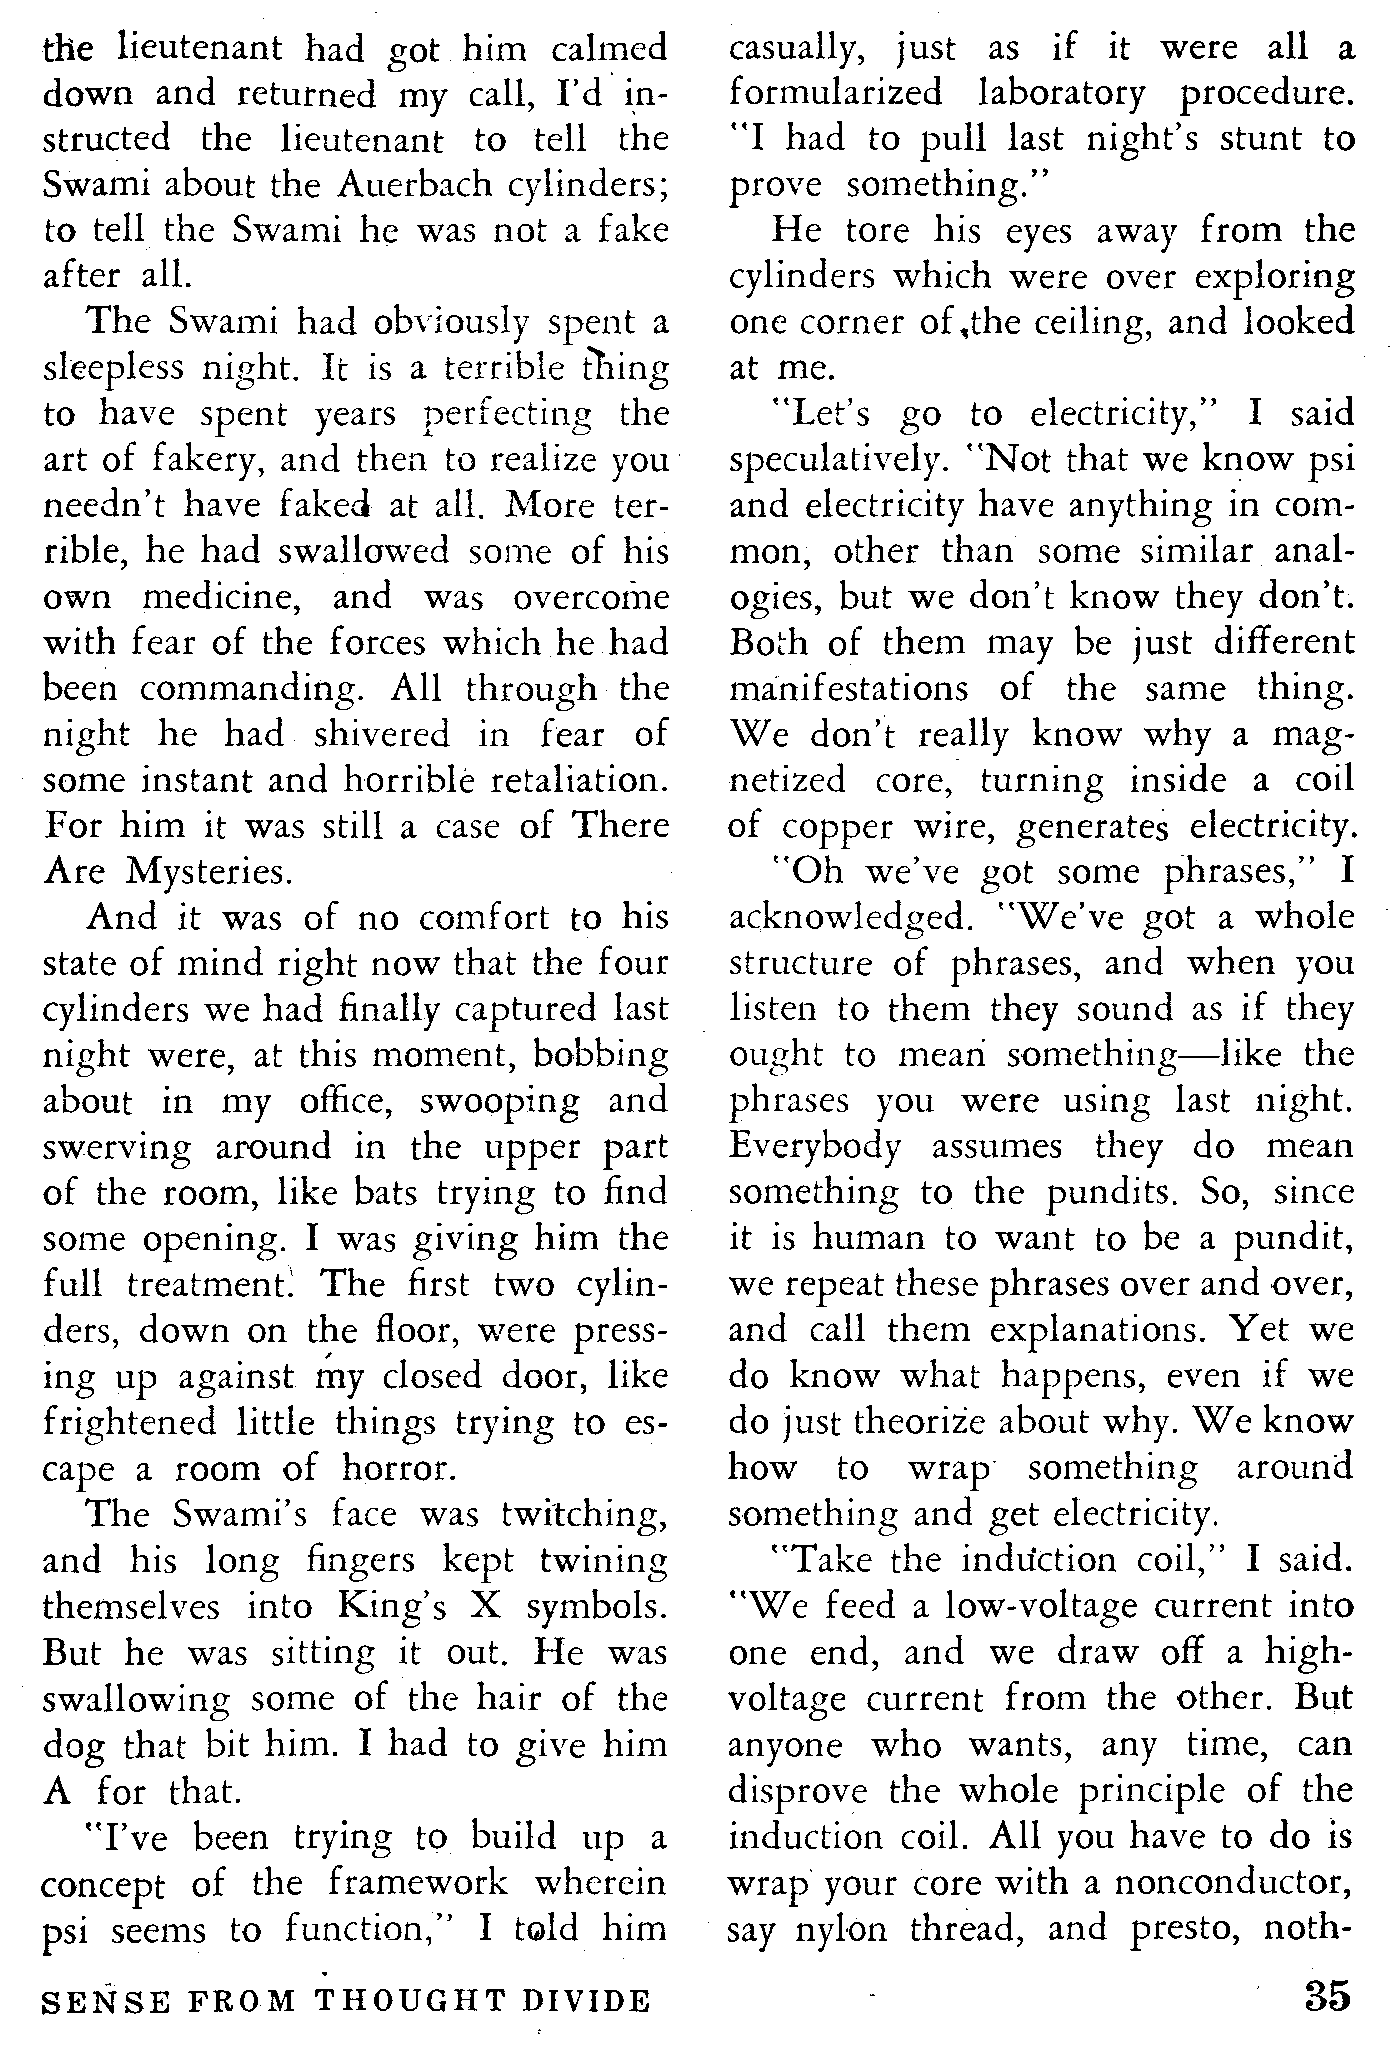 the lieutenant had got him calmed
down and returned my call, I'd in-
structed the lieutenant to tell the
Swami about the Auerbach cylinders;
to tell the Swami he was not a fake
after all.
The Swami had obviously spent a
sleepless night. It is a terrible thing
to have spent years perfecting the
art of fakery, and then to realize you
needn't have faked at all. More ter-
rible, he had swallowed some of his
own medicine, and was overcome
with fear of the forces which he had
been commanding. All through the
night he had shivered in fear of
some instant and horrible retaliation.
For him it was still a case of There
Are Mysteries.
And it was of no comfort to his
state of mind right now that the four
cylinders we had finally captured last
night were, at this moment, bobbing
about in my office, swooping and
swerving around in the upper part
of the room, like bats trying to find
some opening. I was giving him the
full treatment. The first two cylin-
ders, down on the floor, were press-
ing up against my closed door, like
frightened little things trying to es-
cape a room of horror.
The Swami's face was twitching,
and his long fingers kept twining
themselves into King's X symbols.
But he was sitting it out. He was
swallowing some of the hair of the
dog that bit him. I had to give him
A for that.
"I've been trying to build up a
concept of the framework wherein
psi seems to function," I told him
casually, just as if it were all a
formularized laboratory procedure.
"I had to pull last night's stunt to
prove something."
He tore his eyes away from the
cylinders which were over exploring
one corner of the ceiling, and looked
at me.
"Let's go to electricity," I said
speculatively. "Not that we know psi
and electricity have anything in com-
mon, other than some similar anal-
ogies, but we don't know they don't.
Both of them may be just different
manifestations of the same thing.
We don't really know why a mag-
netized core, turning inside a coil
of copper wire, generates electricity.
"Oh we've got some phrases," I
acknowledged. "We've got a whole
structure of phrases, and when you
listen to them they sound as if they
ought to mean something—like the
phrases you were using last night.
Everybody assumes they do mean
something to the pundits. So, since
it is human to want to be a pundit,
we repeat these phrases over and over,
and call them explanations. Yet we
do know what happens, even if we
do just theorize about why. We know
how to wrap something around
something and get electricity.
"Take the induction coil," I said.
"We feed a low-voltage current into
one end, and we draw off a high-
voltage current from the other. But
anyone who wants, any time, can
disprove the whole principle of the
induction coil. All you have to do is
wrap your core with a nonconductor,
say nylon thread, and presto, noth-
SENSE FROM THOUGHT DIVIDE
35